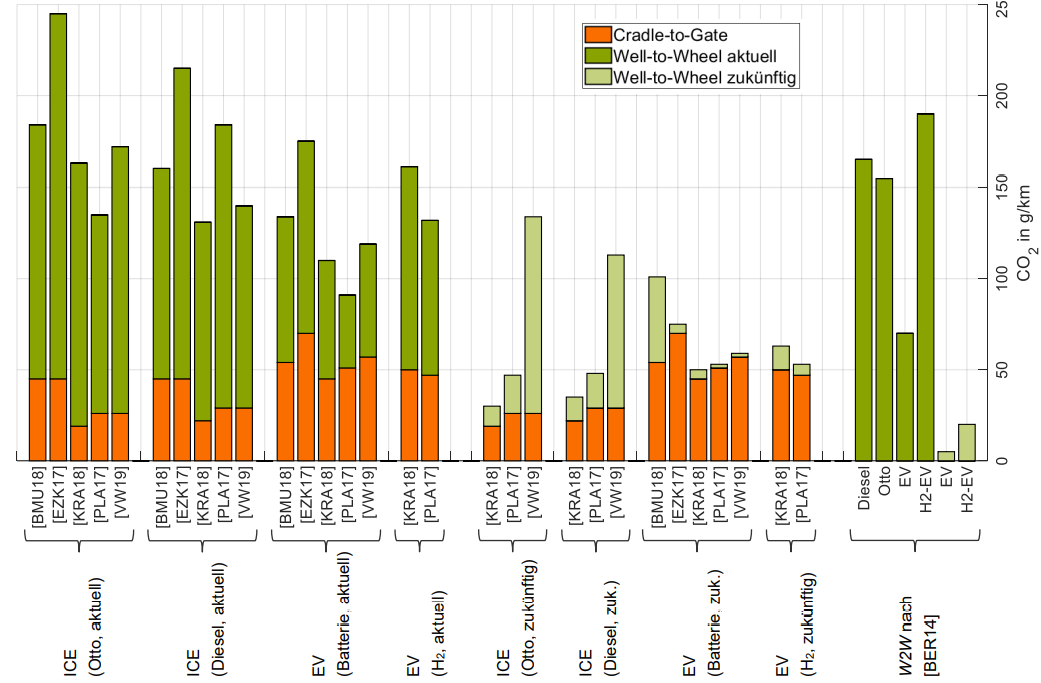 Cradle-to-Gate
Well-to-Wheel aktuell
Well-to-Wheel zukünftig
25
200
150
100
50
0
CO2 in g/km
[BMU18]
[EZK17]
[KRA18]
[PLA17]
[VW19]
[BMU18]
[EZK17]
[KRA18]
[PLA17]
[VW19]
[BMU18]
[EZK17]
[KRA18]
[PLA17]
[VW19]
[KRA18]
[PLA17]
[KRA18]
[PLA17]
[VW19]
[KRA18]
[PLA17]
[VW19]
[BMU18]
[EZK17]
[KRA18]
[PLA17]
[VW19]
[KRA18]
[PLA17]
Diesel
Otto
EV
H2-EV
EV
H2-EV
ICE
(Otto, aktuell)
ICE
(Diesel, aktuell)
EV
(Batterie, aktuell)
EV
(H2, aktuell)
ICE
(Otto, zukünftig)
ICE
(Diesel, zuk.)
EV
(Batterie, zuk.)
EV
(H2, zukünftig)
W2W nach
[BER14]